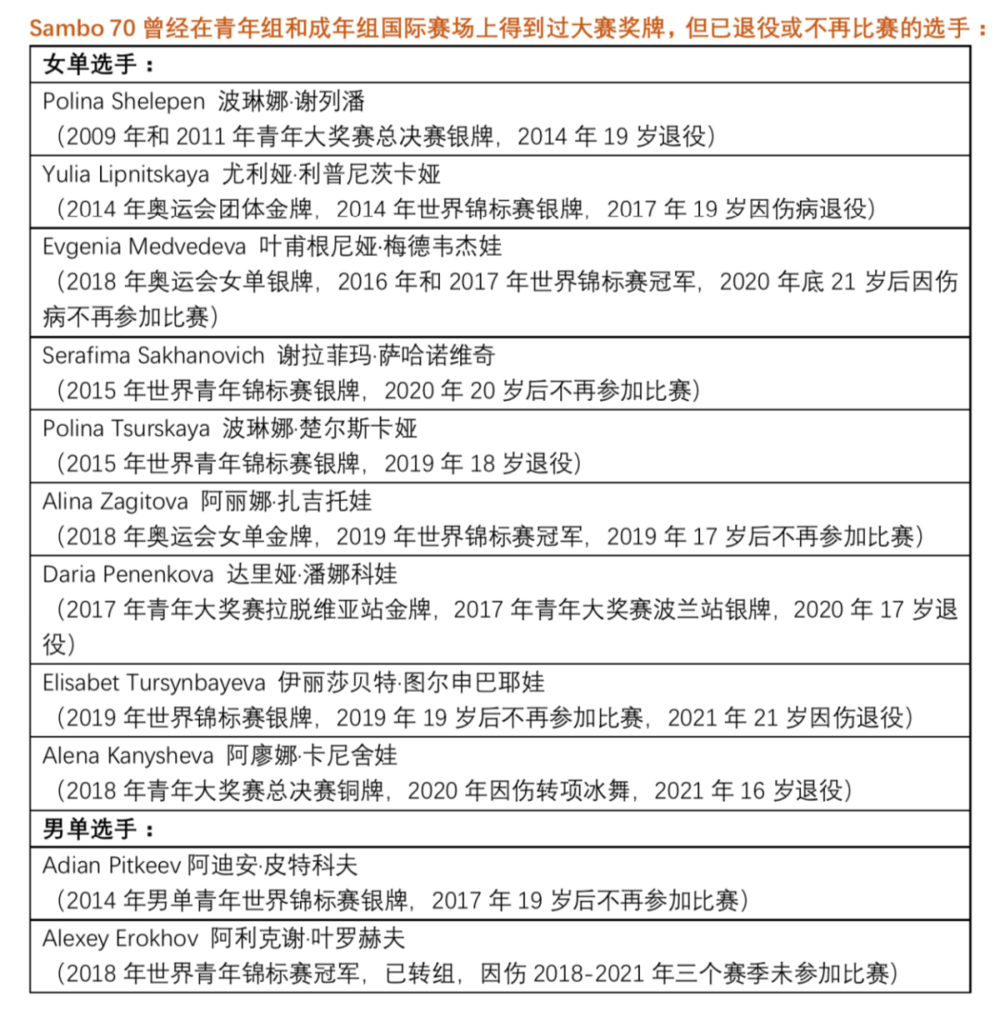 Sambo 70 曾经在青年组和成年组国际赛场上得到过大赛奖牌，但已退役或不再比赛的选手：
女单选手：
Polina Shelepen 波琳娜·谢列潘
（2009 年和 2011 年青年大奖赛总决赛银牌，2014 年 19 岁退役）
Yulia Lipnitskaya 尤利娅·利普尼茨卡娅
（2014 年奥运会团体金牌，2014 年世界锦标赛银牌，2017 年 19 岁因伤病退役）
Evgenia Medvedeva 叶甫根尼娅·梅德韦杰娃
（2018 年奥运会女单银牌，2016 年和 2017 年世界锦标赛冠军，2020 年底 21 岁后因伤
病不再参加比赛）
Serafima Sakhanovich 谢拉菲玛·萨哈诺维奇
（2015 年世界青年锦标赛银牌，2020 年 20 岁后不再参加比赛）
Polina Tsurskaya 波琳娜·楚尔斯卡娅
（2015 年世界青年锦标赛银牌，2019 年 18 岁退役）
Alina Zagitova 阿丽娜·扎吉托娃
（2018 年奥运会女单金牌，2019 年世界锦标赛冠军，2019 年 17 岁后不再参加比赛）
Daria Penenkova 达里娅·潘娜科娃
（2017 年青年大奖赛拉脱维亚站金牌，2017 年青年大奖赛波兰站银牌，2020 年 17 岁退
役）
Elisabet Tursynbayeva 伊丽莎贝特·图尔申巴耶娃
（2019 年世界锦标赛银牌，2019 年 19 岁后不再参加比赛，2021 年 21 岁因伤退役）
Alena Kanysheva 阿廖娜·卡尼舍娃
（2018 年青年大奖赛总决赛铜牌，2020 年因伤转项冰舞，2021 年 16 岁退役）
男单选手：
Adian Pitkeev 阿迪安·皮特科夫
（2014 年男单青年世界锦标赛银牌，2017 年 19 岁后不再参加比赛）
Alexey Erokhov 阿利克谢·叶罗赫夫
（2018 年世界青年锦标赛冠军，已转组，因伤 2018-2021 年三个赛季未参加比赛）